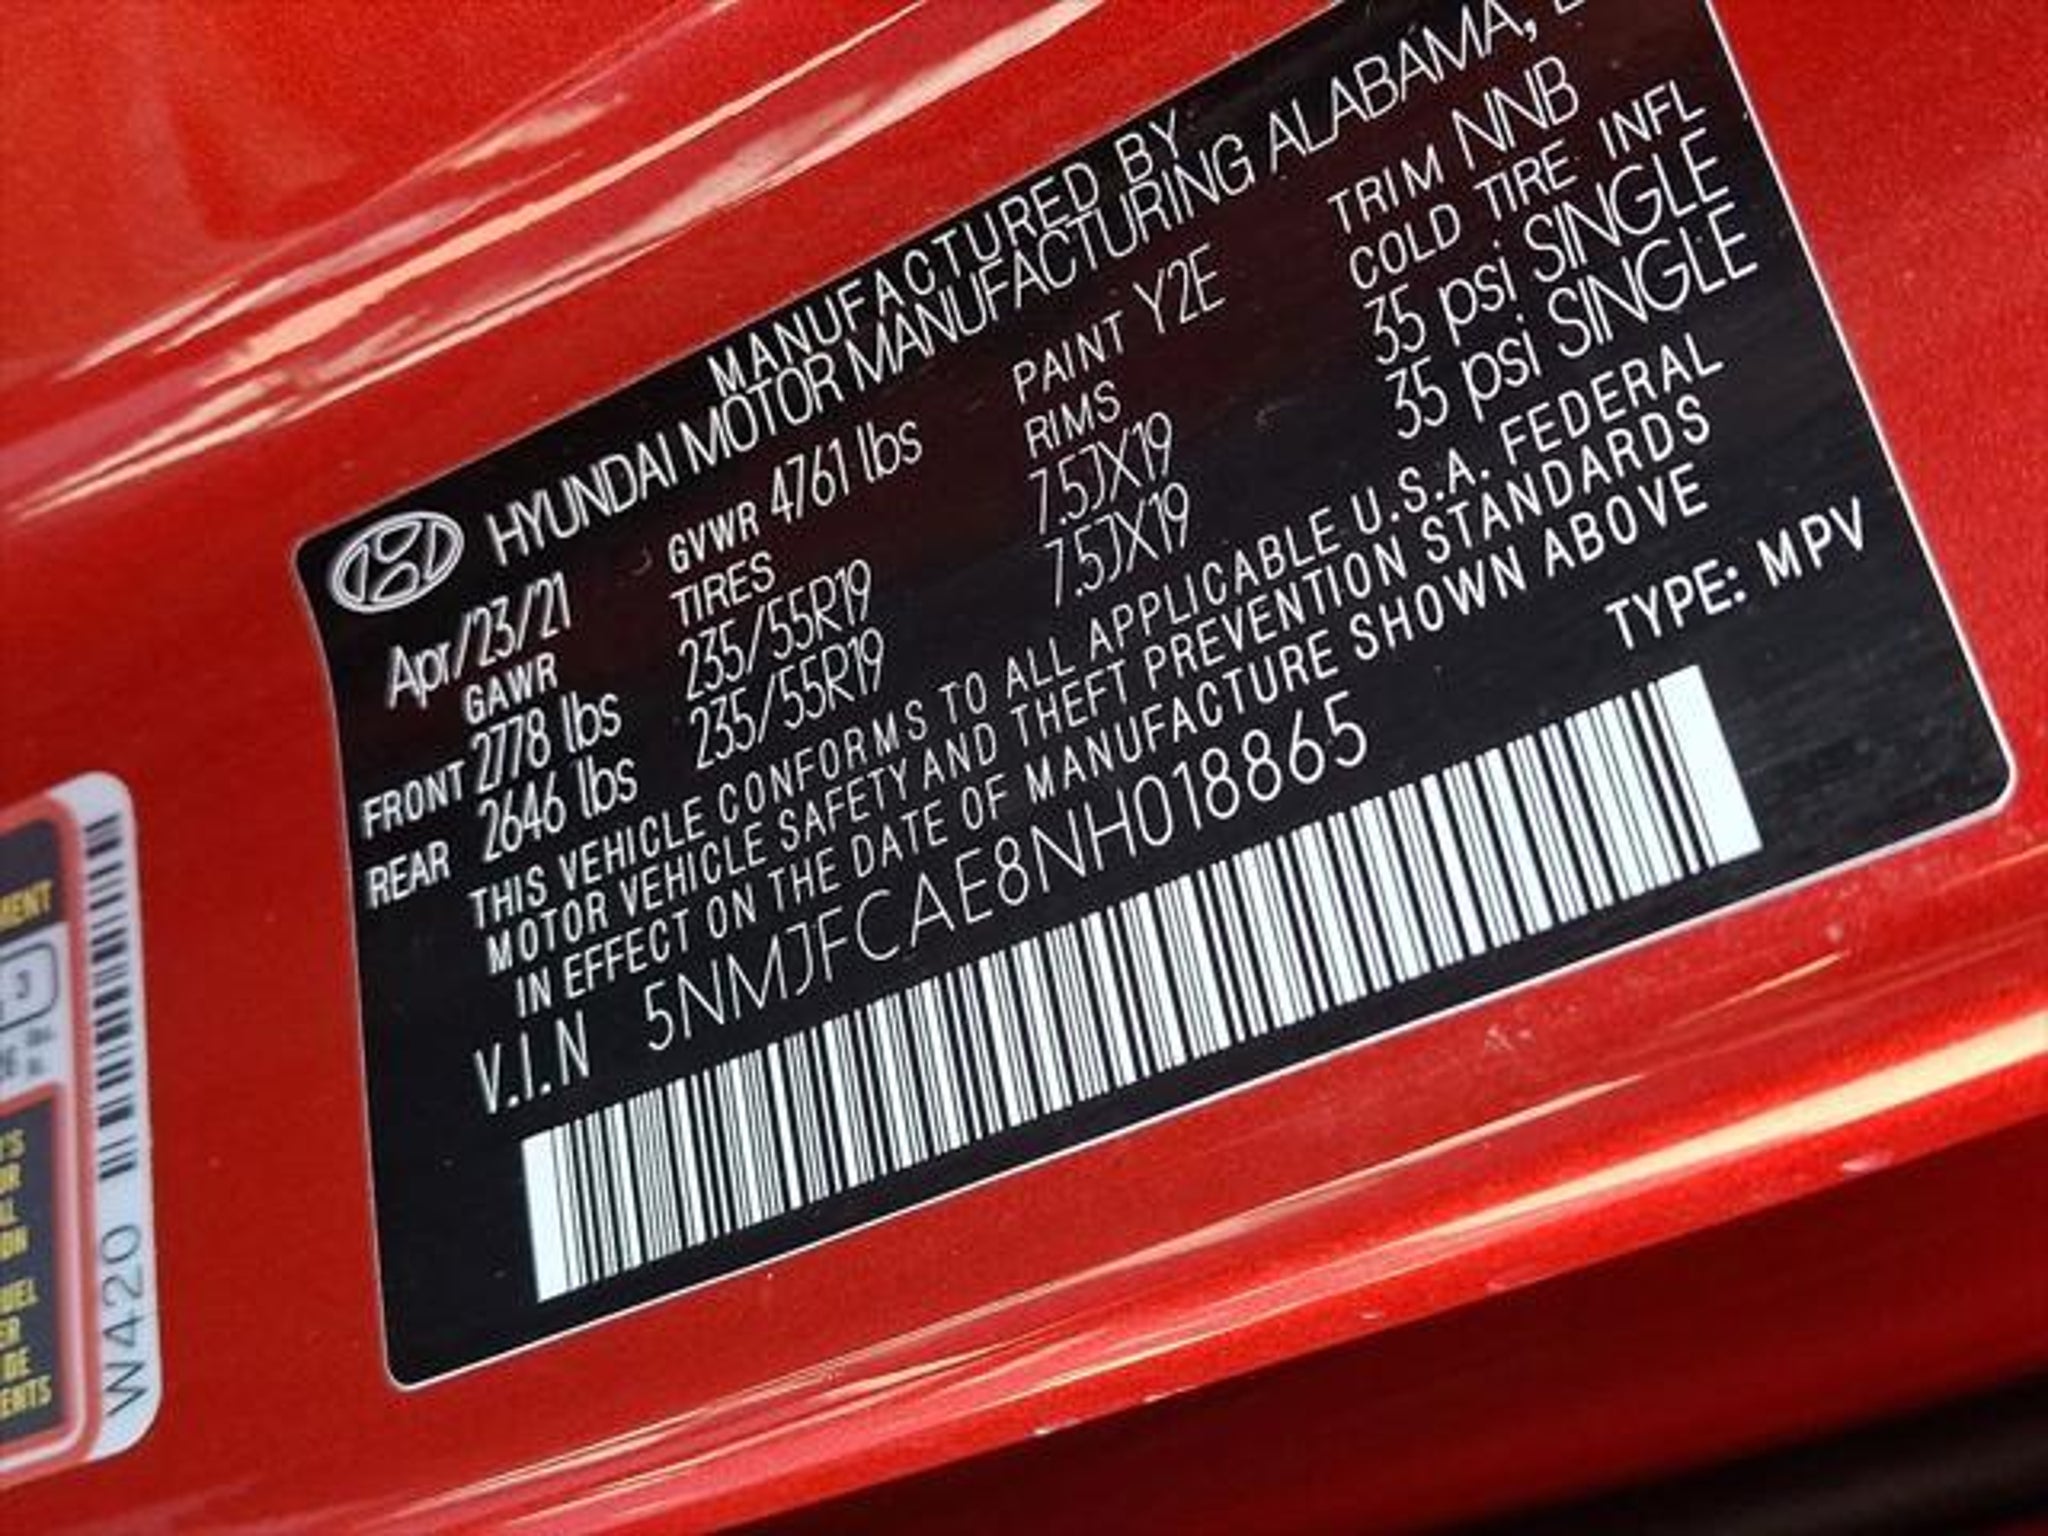 MANUFACTURED BY
HYUNDAI MOTOR MANUFACTURING ALABAMA,
Apr/23/21 GVWR 4761 lbs PAINT Y2E TRIM NNB
GAWR TIRES RIMS COLD TIRE INFL
FRONT 2778 lbs 235/55R19 7.5JX19 35 psi SINGLE
REAR 2646 lbs 235/55R19 7.5JX19 35 psi SINGLE
THIS VEHICLE CONFORMS TO ALL APPLICABLE U.S.A. FEDERAL
MOTOR VEHICLE SAFETY AND THEFT PREVENTION STANDARDS
IN EFFECT ON THE DATE OF MANUFACTURE SHOWN ABOVE
V.I.N 5NMJFCAE8NH018865 TYPE: MPV
W420
DE